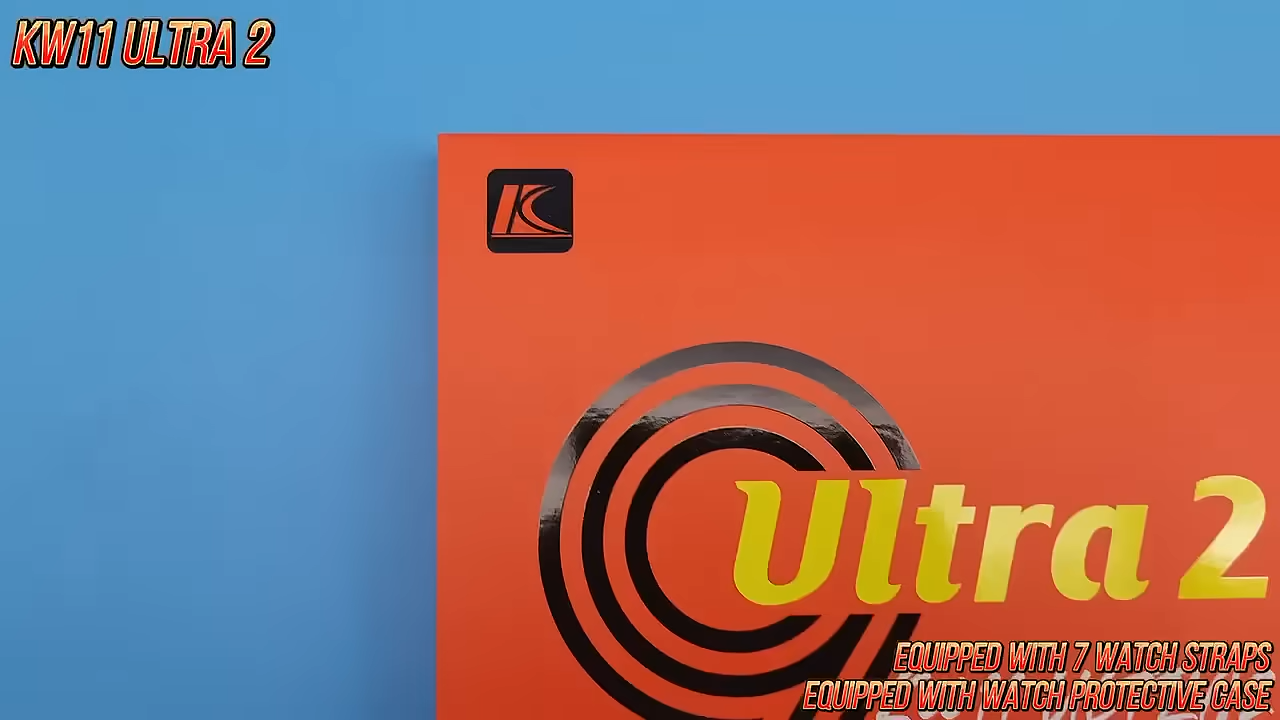 KW11 ULTRA 2
K
Ultra 2
EQUIPPED WITH 7 WATCH STRAPS
EQUIPPED WITH WATCH PROTECTIVE CASE